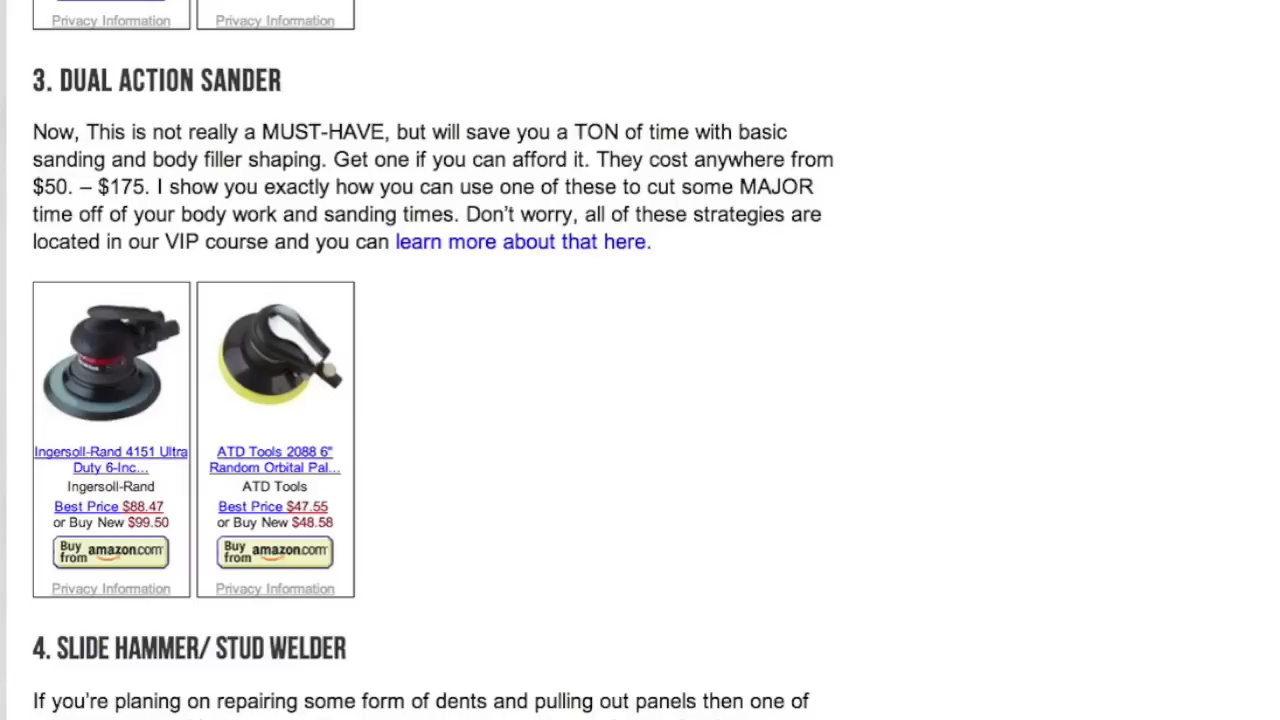 Privacy Information Privacy Information
3. DUAL ACTION SANDER
Now, This is not really a MUST-HAVE, but will save you a TON of time with basic
sanding and body filler shaping. Get one if you can afford it. They cost anywhere from
$50. – $175. I show you exactly how you can use one of these to cut some MAJOR
time off of your body work and sanding times. Don't worry, all of these strategies are
located in our VIP course and you can learn more about that here.
Ingersoll-Rand 4151 Ultra
Duty 6-Inc...
Ingersoll-Rand
Best Price $88.47
or Buy New $99.50
Buy from amazon.com
Privacy Information
ATD Tools 2088 6"
Random Orbital Pal...
ATD Tools
Best Price $47.55
or Buy New $48.58
Buy from amazon.com
Privacy Information
4. SLIDE HAMMER/ STUD WELDER
If you're planing on repairing some form of dents and pulling out panels then one of